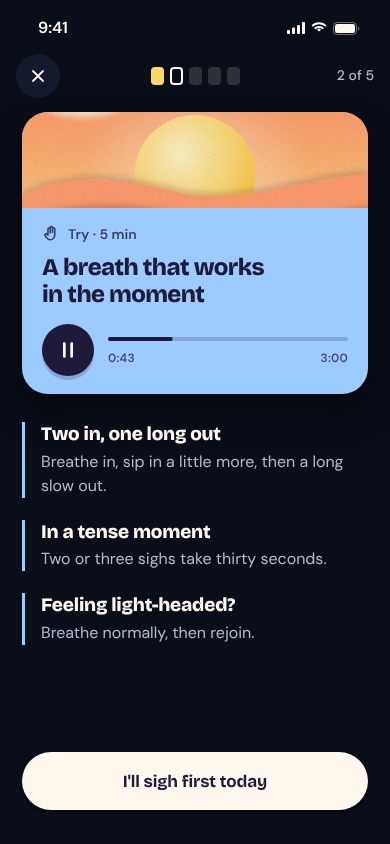 9:41
2 of 5
Try · 5 min
A breath that works
in the moment
0:43
3:00
Two in, one long out
Breathe in, sip in a little more, then a long
slow out.
In a tense moment
Two or three sighs take thirty seconds.
Feeling light-headed?
Breathe normally, then rejoin.
I'll sigh first today